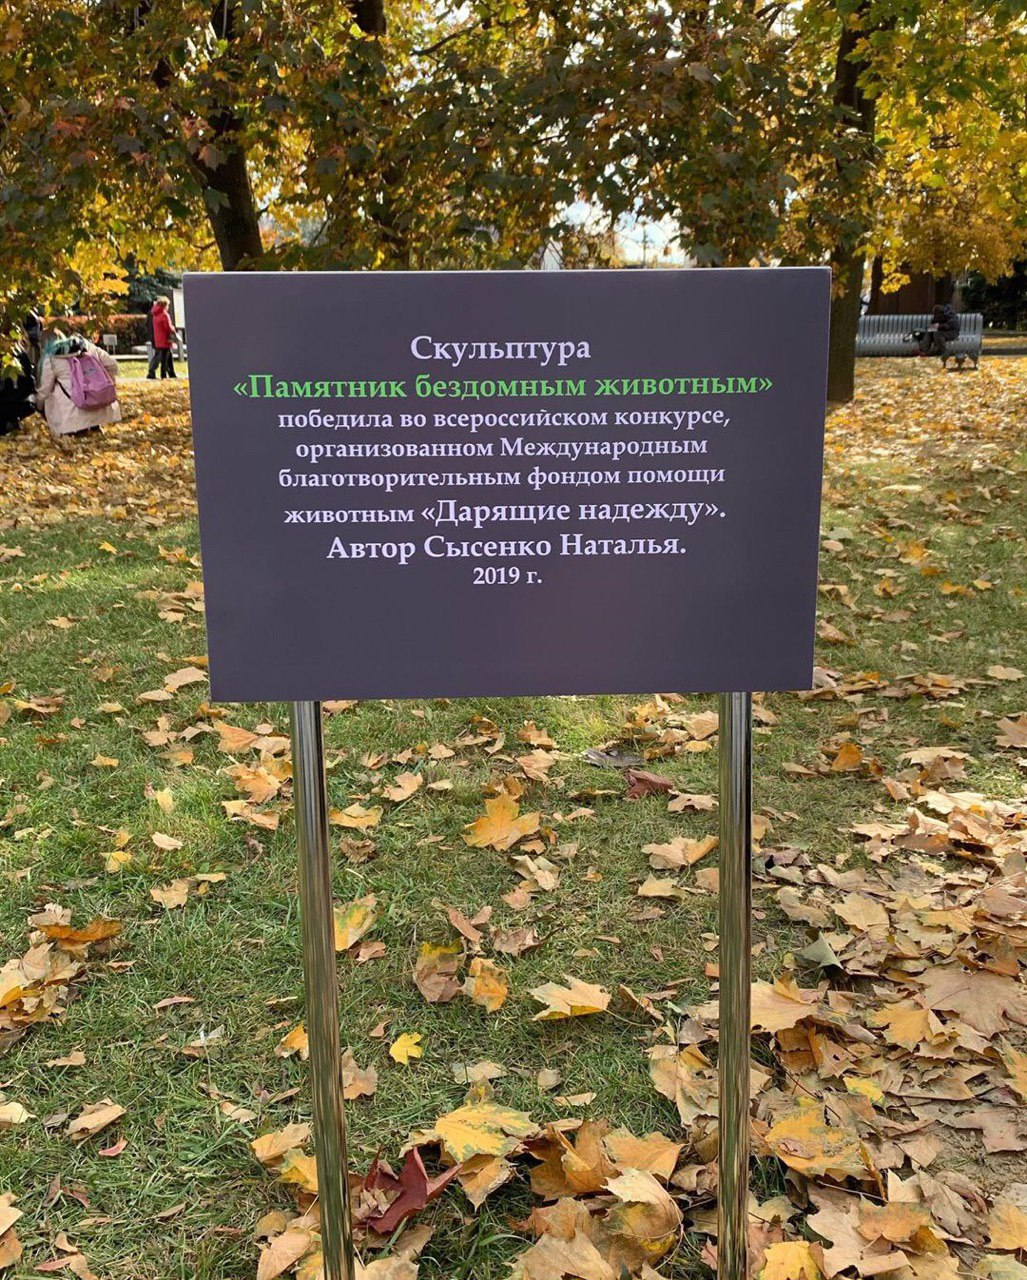 Скульптура
«Памятник бездомным животным»
победила во всероссийском конкурсе,
организованном Международным
благотворительным фондом помощи
животным «Дарящие надежду».
Автор Сысенко Наталья.
2019 г.